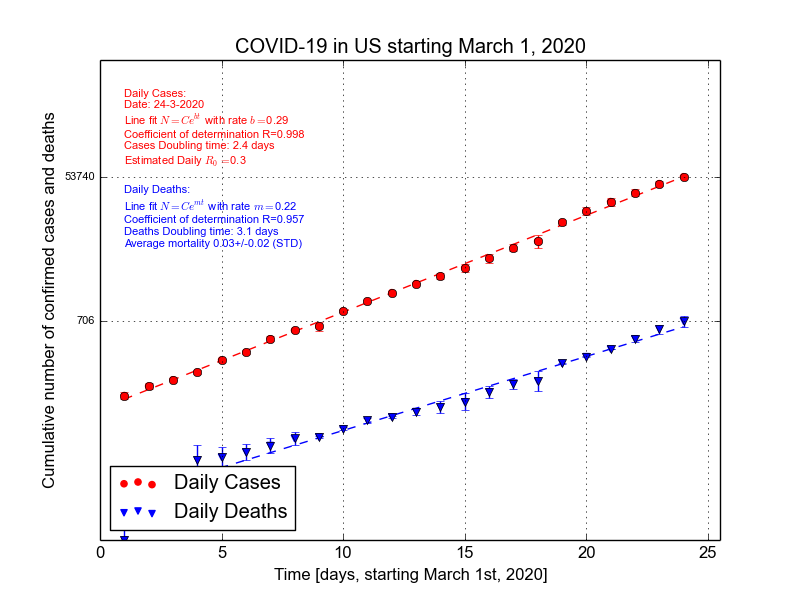 COVID-19 in US starting March 1, 2020
Daily Cases:
Date: 24-3-2020
Line fit N=Ce^{bt} with rate b=0.29
Coefficient of determination R=0.998
Cases Doubling time: 2.4 days
Estimated Daily R_0=0.3
Daily Deaths:
Line fit N=Ce^{mt} with rate m=0.22
Coefficient of determination R=0.957
Deaths Doubling time: 3.1 days
Average mortality 0.03+/-0.02 (STD)
Cumulative number of confirmed cases and deaths
53740
706
Daily Cases
Daily Deaths
0 5 10 15 20 25
Time [days, starting March 1st, 2020]